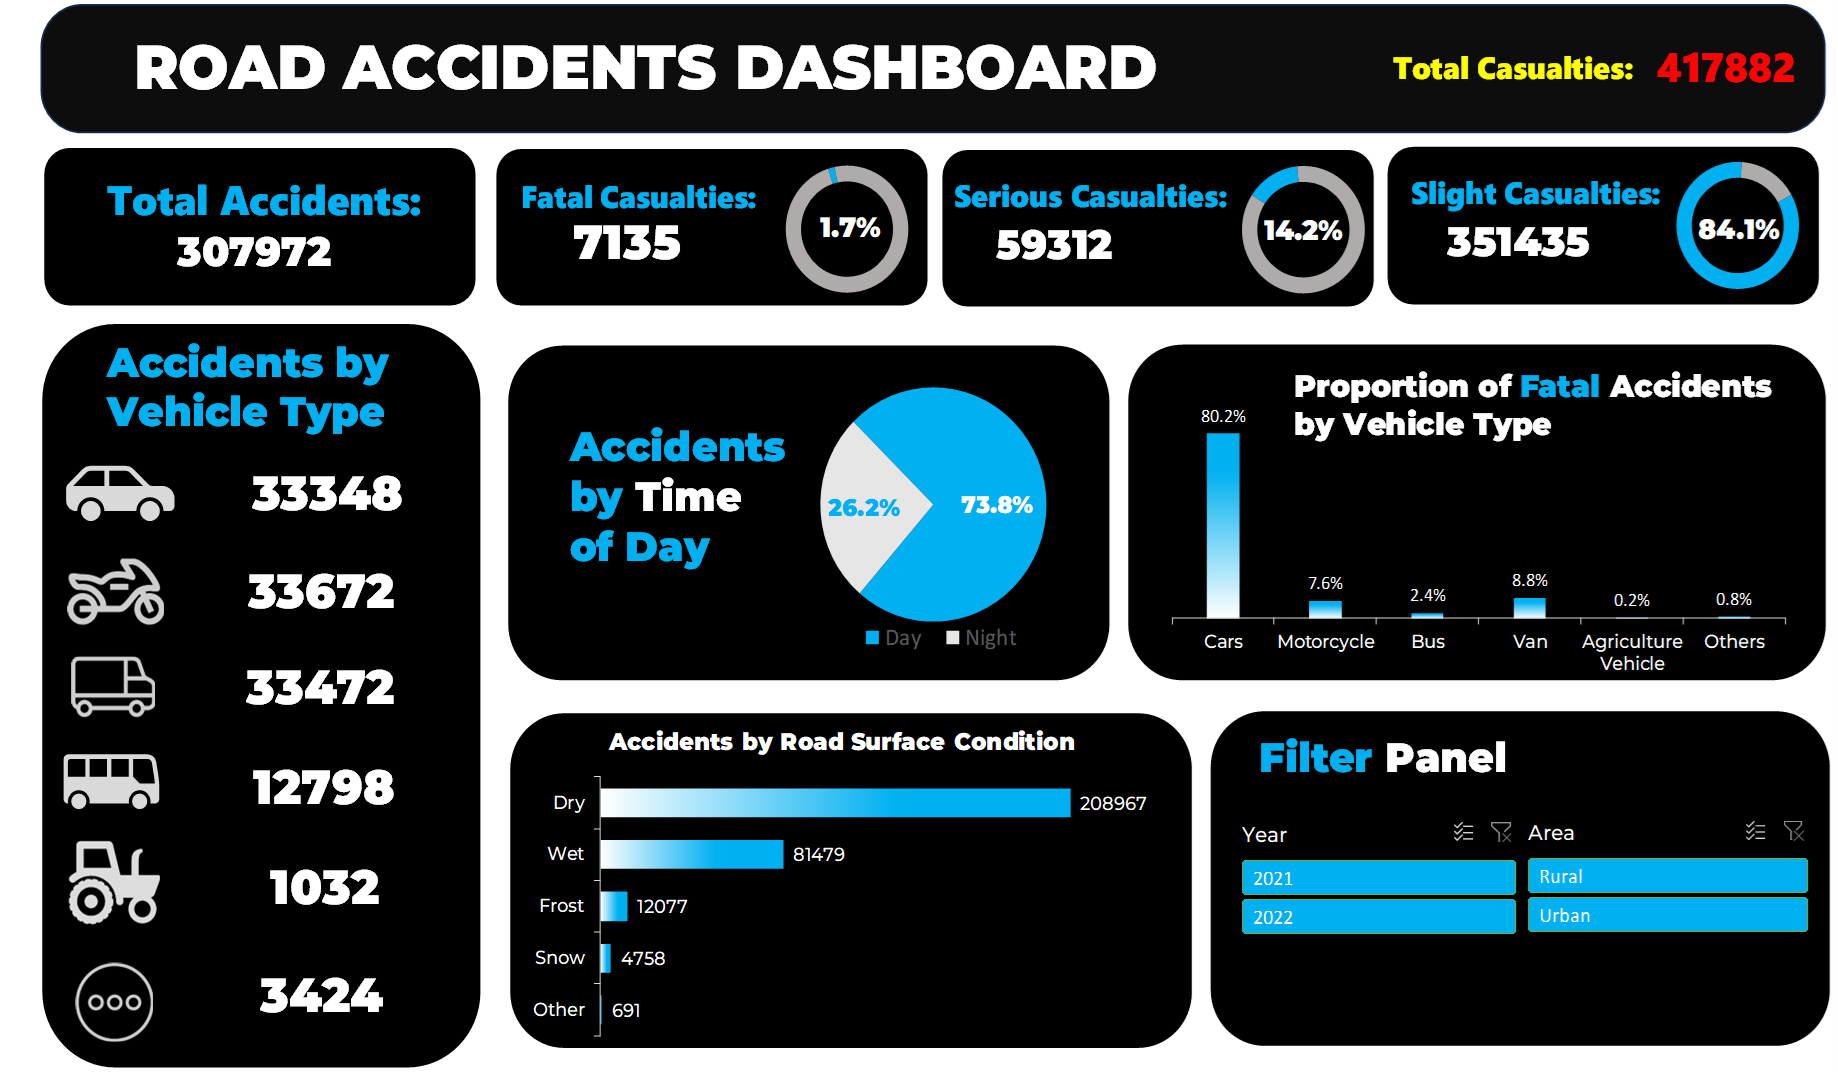 ROAD ACCIDENTS DASHBOARD
Total Casualties: 417882
Total Accidents:
307972
Fatal Casualties:
7135
1.7%
Serious Casualties:
59312
14.2%
Slight Casualties:
351435
84.1%
Accidents by
Vehicle Type
33348
33672
33472
12798
1032
3424
Accidents
by Time
of Day
26.2%
73.8%
Day
Night
Proportion of Fatal Accidents
by Vehicle Type
80.2%
7.6%
2.4%
8.8%
0.2%
0.8%
Cars
Motorcycle
Bus
Van
Agriculture
Vehicle
Others
Accidents by Road Surface Condition
Dry 208967
Wet 81479
Frost 12077
Snow 4758
Other 691
Filter Panel
Year
2021
2022
Area
Rural
Urban